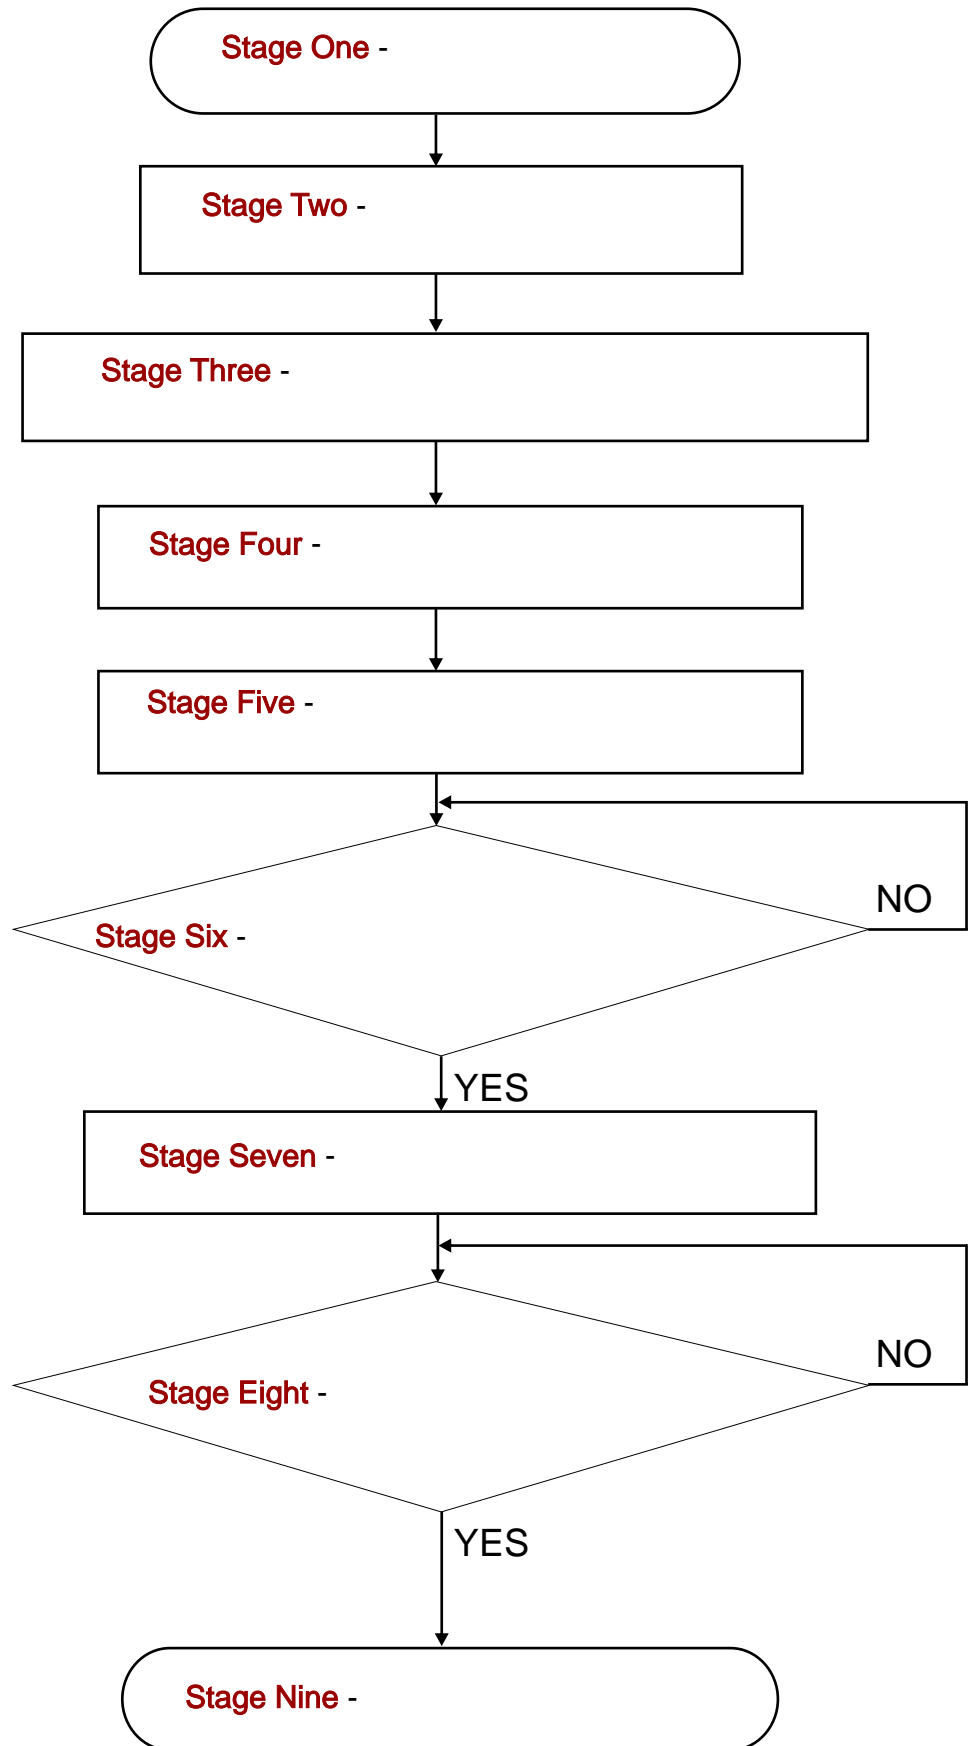 Stage One -
Stage Two -
Stage Three -
Stage Four -
Stage Five -
NO
Stage Six -
YES
Stage Seven -
NO
Stage Eight -
YES
Stage Nine -